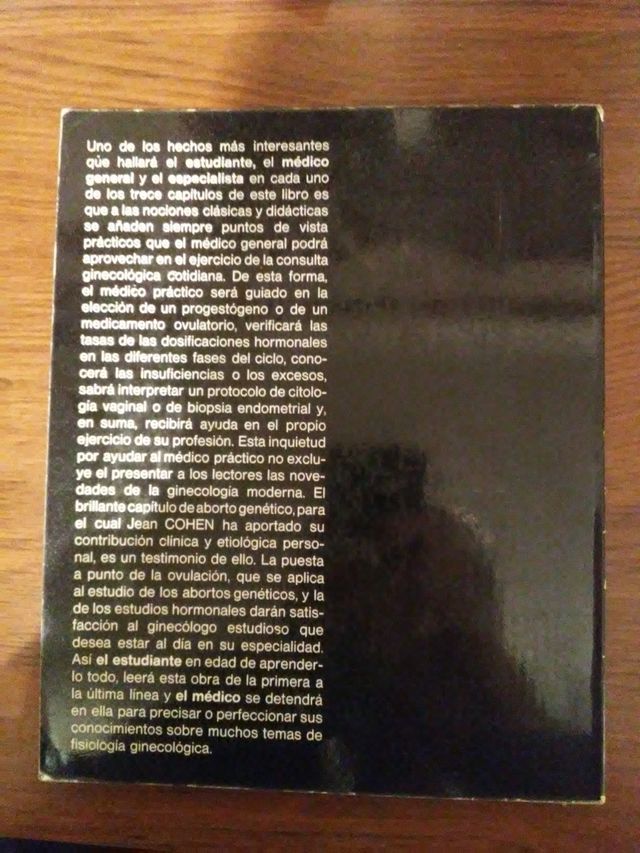 Uno de los hechos más interesantes
que hallará el estudiante, el médico
general y el especialista en cada uno
de los trece capítulos de este libro es
que a las nociones clásicas y didácticas
se añaden siempre puntos de vista
prácticos que el médico general podrá
aprovechar en el ejercicio de la consulta
ginecológica cotidiana. De esta forma,
el médico práctico será guiado en la
elección de un progestógeno o de un
medicamento ovulatorio, verificará las
tasas de las dosificaciones hormonales
en las diferentes fases del ciclo, cono-
cerá las insuficiencias o los excesos,
sabrá interpretar un protocolo de citolo-
gía vaginal o de biopsia endometrial y,
en suma, recibirá ayuda en el propio
ejercicio de su profesión. Esta inquietud
por ayudar al médico práctico no exclu-
ye el presentar a los lectores las nove-
dades de la ginecología moderna. El
brillante capítulo de aborto genético, para
el cual Jean COHEN ha aportado su
contribución clínica y etiológica perso-
nal, es un testimonio de ello. La puesta
a punto de la ovulación, que se aplica
al estudio de los abortos genéticos, y la
de los estudios hormonales darán satis-
facción al ginecólogo estudioso que
desea estar al día en su especialidad.
Así el estudiante en edad de aprender-
lo todo, leerá esta obra de la primera a
la última línea y el médico se detendrá
en ella para precisar o perfeccionar sus
conocimientos sobre muchos temas de
fisiología ginecológica.